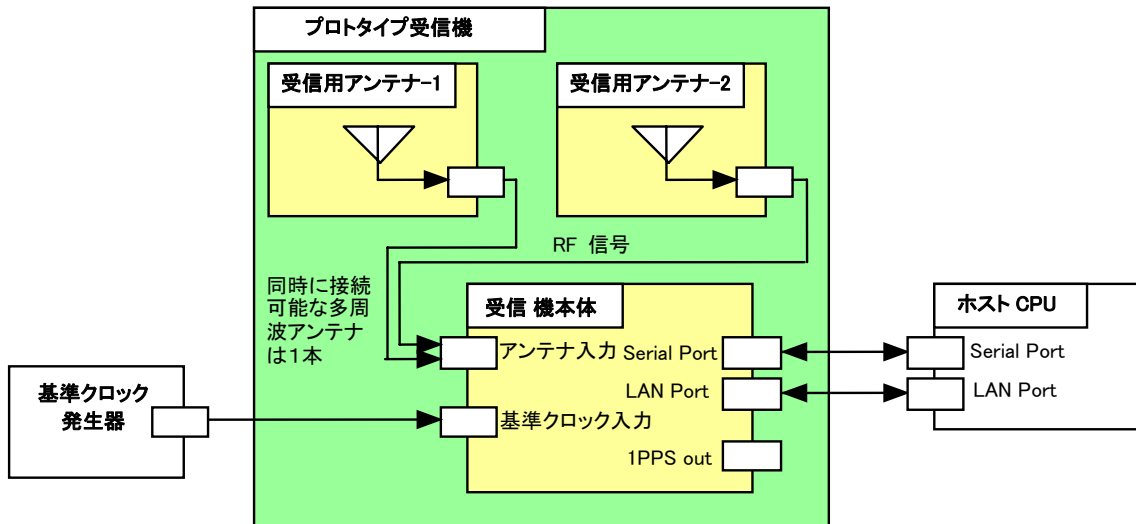 プロトタイプ受信機
受信用アンテナ-1
受信用アンテナ-2
RF 信号
同時に接続
可能な多周
波アンテナ
は1本
受信 機本体
ホスト CPU
アンテナ入力
Serial Port
Serial Port
LAN Port
LAN Port
基準クロック
発生器
基準クロック入力
1PPS out